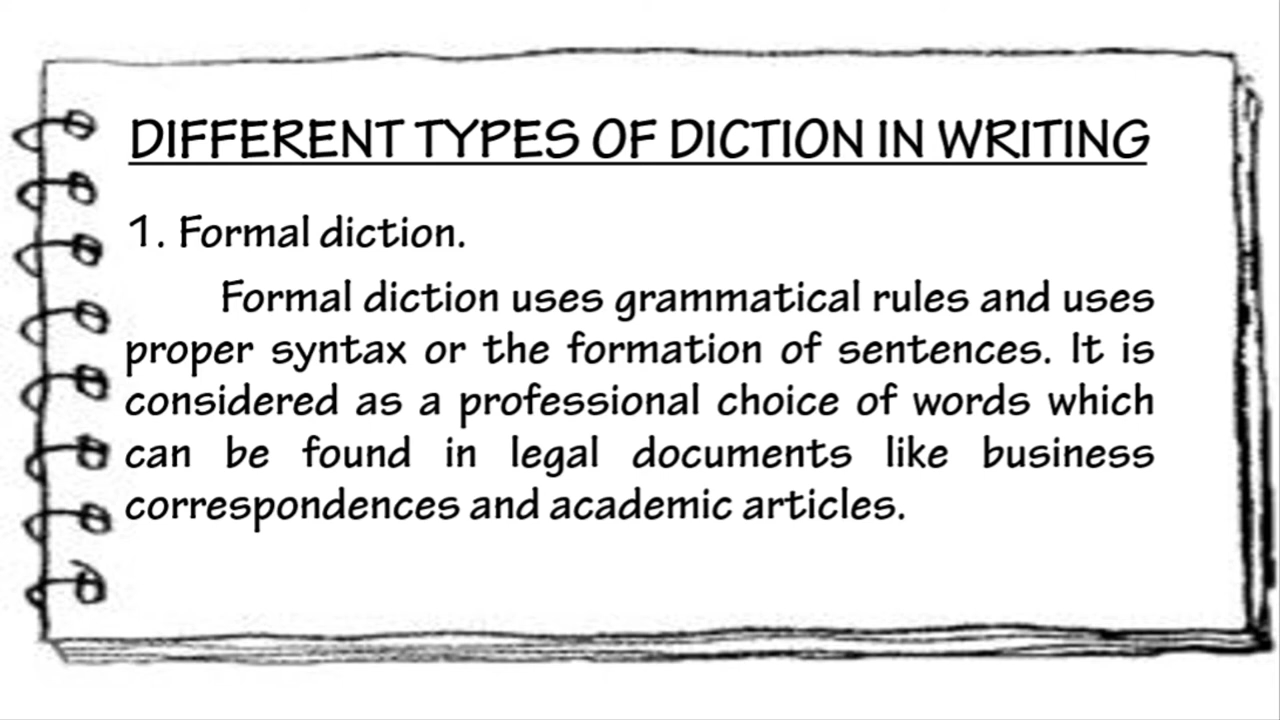 DIFFERENT TYPES OF DICTION IN WRITING
1. Formal diction.
Formal diction uses grammatical rules and uses
proper syntax or the formation of sentences. It is
considered as a professional choice of words which
can be found in legal documents like business
correspondences and academic articles.